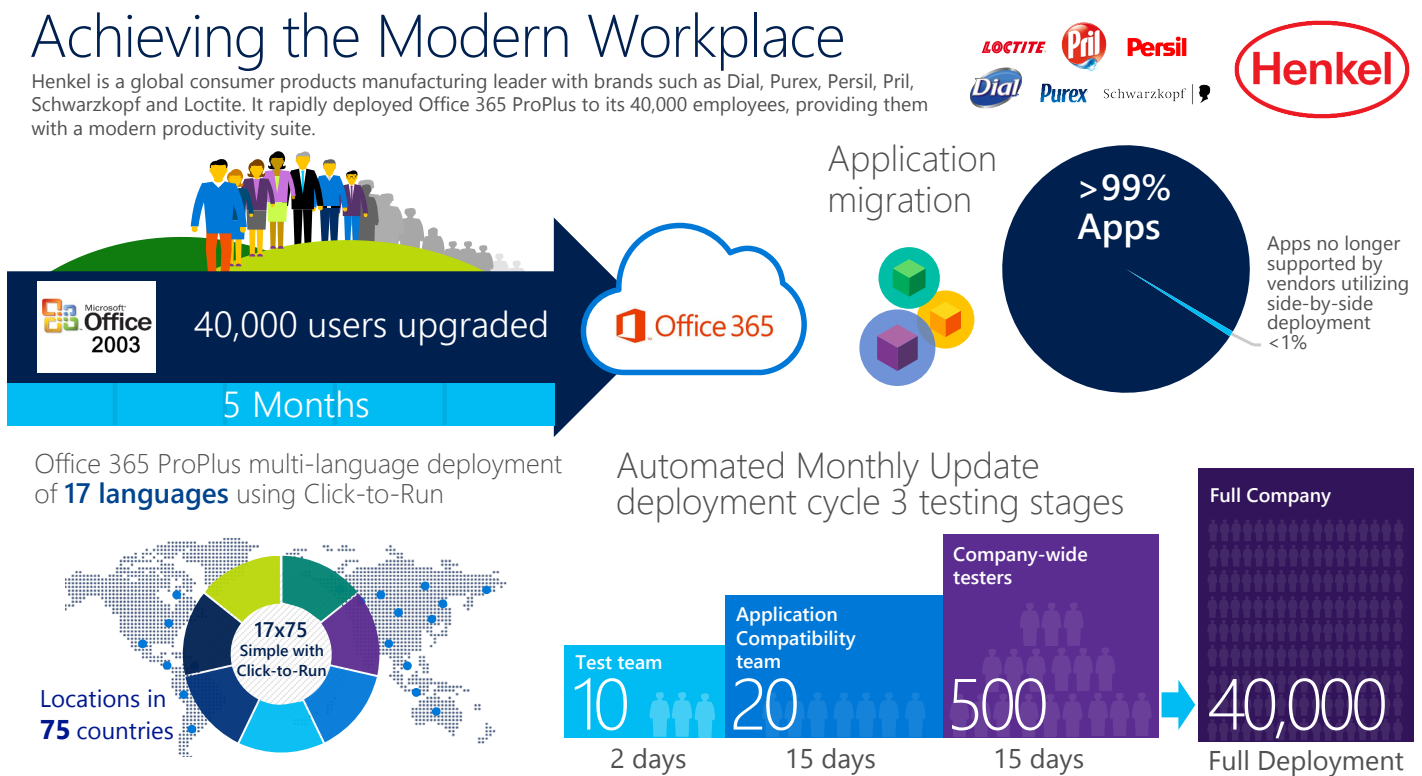 Achieving the Modern Workplace
Henkel is a global consumer products manufacturing leader with brands such as Dial, Purex, Persil, Pril,
Schwarzkopf and Loctite. It rapidly deployed Office 365 ProPlus to its 40,000 employees, providing them
with a modern productivity suite.
LOCTITE
Pril
Persil
Dial
Purex
Schwarzkopf
Henkel
Microsoft
Office
2003
40,000 users upgraded
5 Months
Office 365
Application
migration
>99%
Apps
Apps no longer
supported by
vendors utilizing
side-by-side
deployment
<1%
Office 365 ProPlus multi-language deployment
of 17 languages using Click-to-Run
17x75
Simple with
Click-to-Run
Locations in
75 countries
Automated Monthly Update
deployment cycle 3 testing stages
Test team
10
2 days
Application
Compatibility
team
20
15 days
Company-wide
testers
500
15 days
Full Company
40,000
Full Deployment